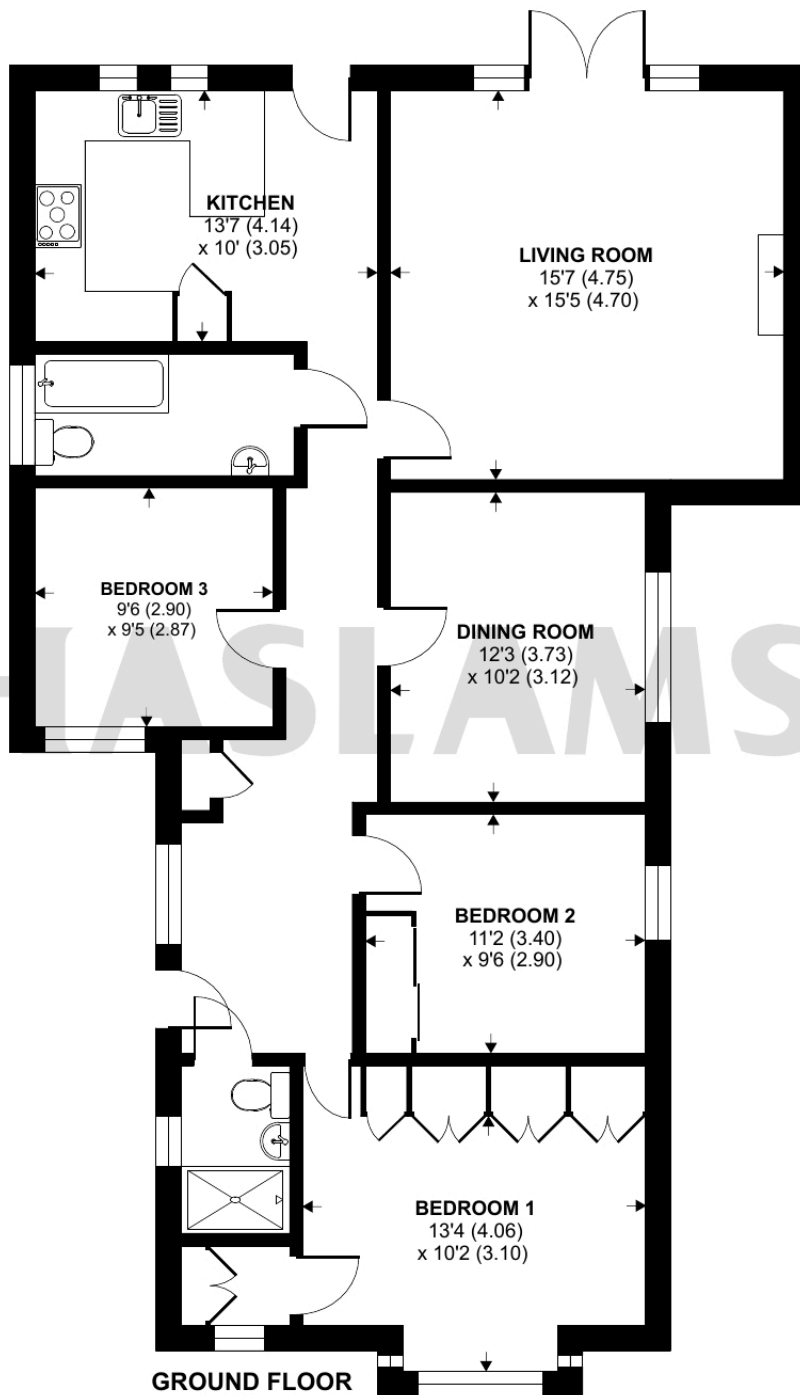 KITCHEN
13'7 (4.14)
x 10' (3.05)
LIVING ROOM
15'7 (4.75)
x 15'5 (4.70)
BEDROOM 3
9'6 (2.90)
x 9'5 (2.87)
DINING ROOM
12'3 (3.73)
x 10'2 (3.12)
HASLAMS
BEDROOM 2
11'2 (3.40)
x 9'6 (2.90)
BEDROOM 1
13'4 (4.06)
x 10'2 (3.10)
GROUND FLOOR